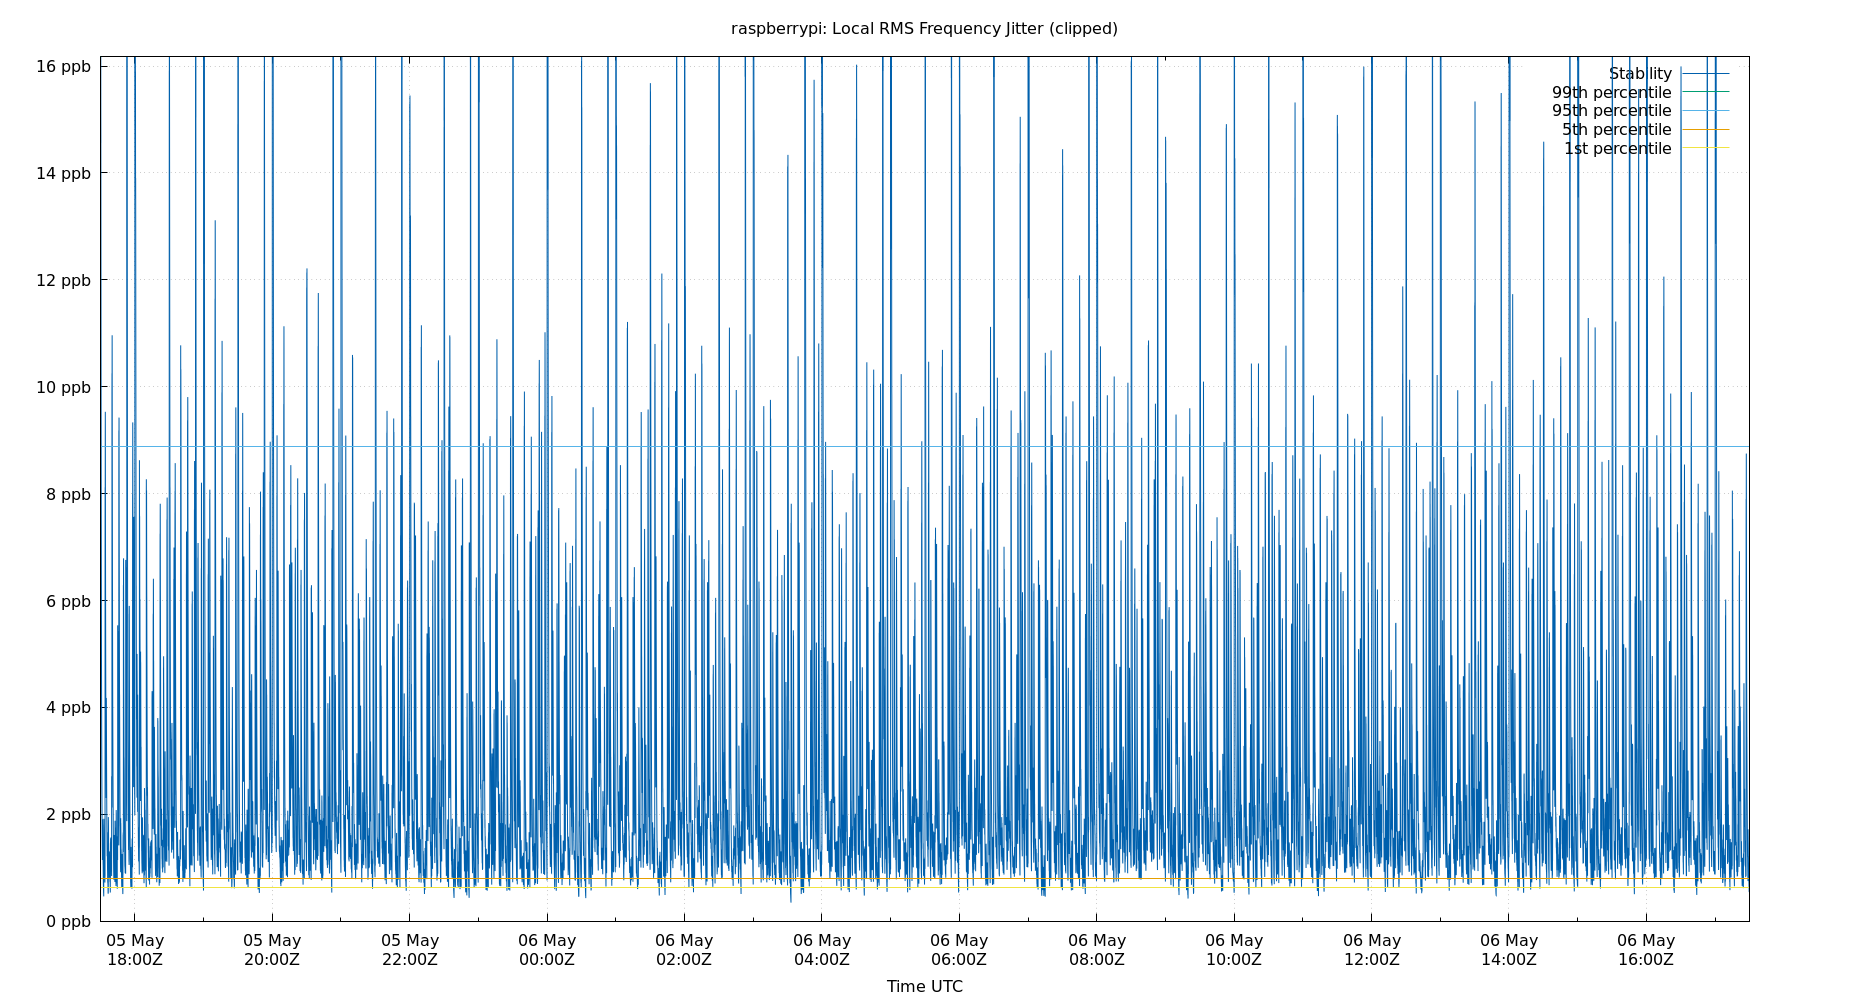 raspberrypi: Local RMS Frequency Jitter (clipped)
16 ppb
14 ppb
12 ppb
10 ppb
8 ppb
6 ppb
4 ppb
2 ppb
0 ppb
Stability
99th percentile
95th percentile
5th percentile
1st percentile
05 May 05 May 05 May 06 May 06 May 06 May 06 May 06 May 06 May 06 May 06 May 06 May
18:00Z 20:00Z 22:00Z 00:00Z 02:00Z 04:00Z 06:00Z 08:00Z 10:00Z 12:00Z 14:00Z 16:00Z
Time UTC